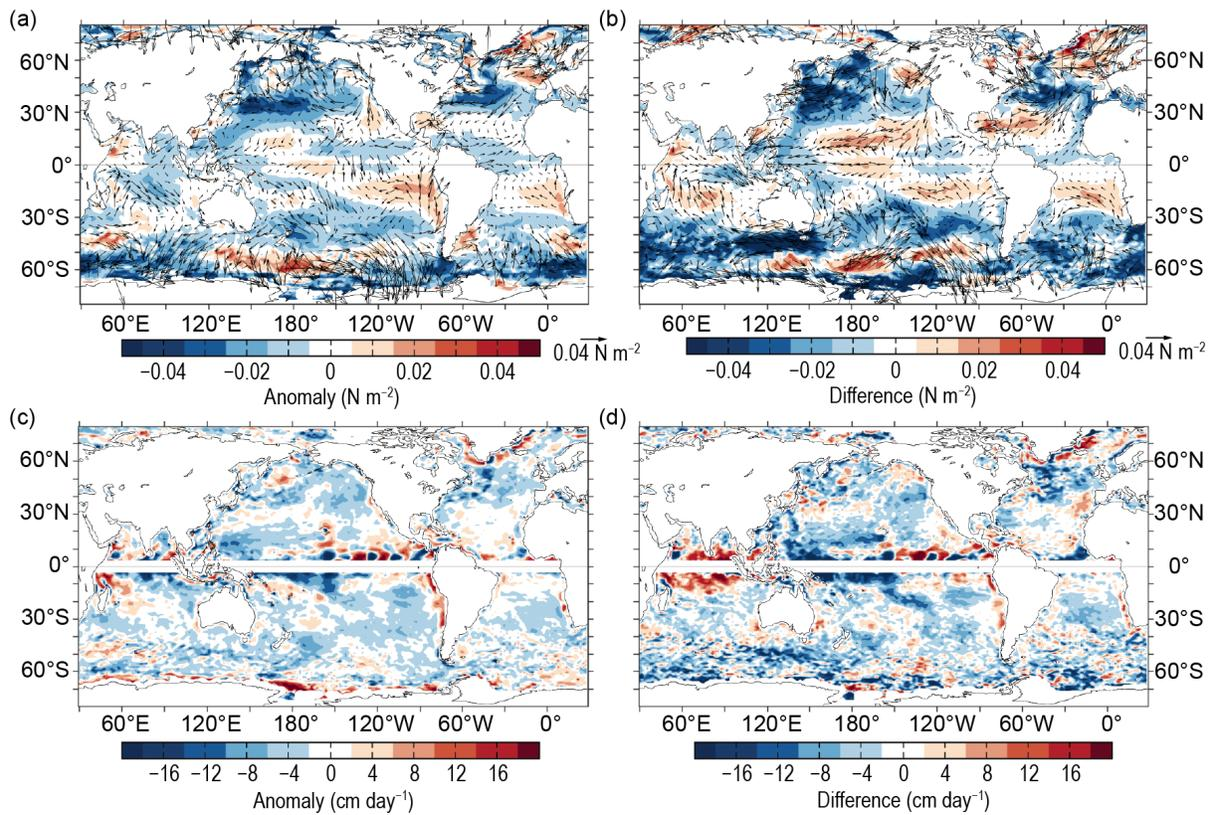 (a) (b)
60°N 60°N
30°N 30°N
0° 0°
30°S 30°S
60°S 60°S
60°E 120°E 180° 120°W 60°W 0° 60°E 120°E 180° 120°W 60°W 0°
0.04 N m⁻² 0.04 N m⁻²
−0.04 −0.02 0 0.02 0.04 −0.04 −0.02 0 0.02 0.04
Anomaly (N m⁻²) Difference (N m⁻²)
(c) (d)
60°N 60°N
30°N 30°N
0° 0°
30°S 30°S
60°S 60°S
60°E 120°E 180° 120°W 60°W 0° 60°E 120°E 180° 120°W 60°W 0°
−16 −12 −8 −4 0 4 8 12 16 −16 −12 −8 −4 0 4 8 12 16
Anomaly (cm day⁻¹) Difference (cm day⁻¹)